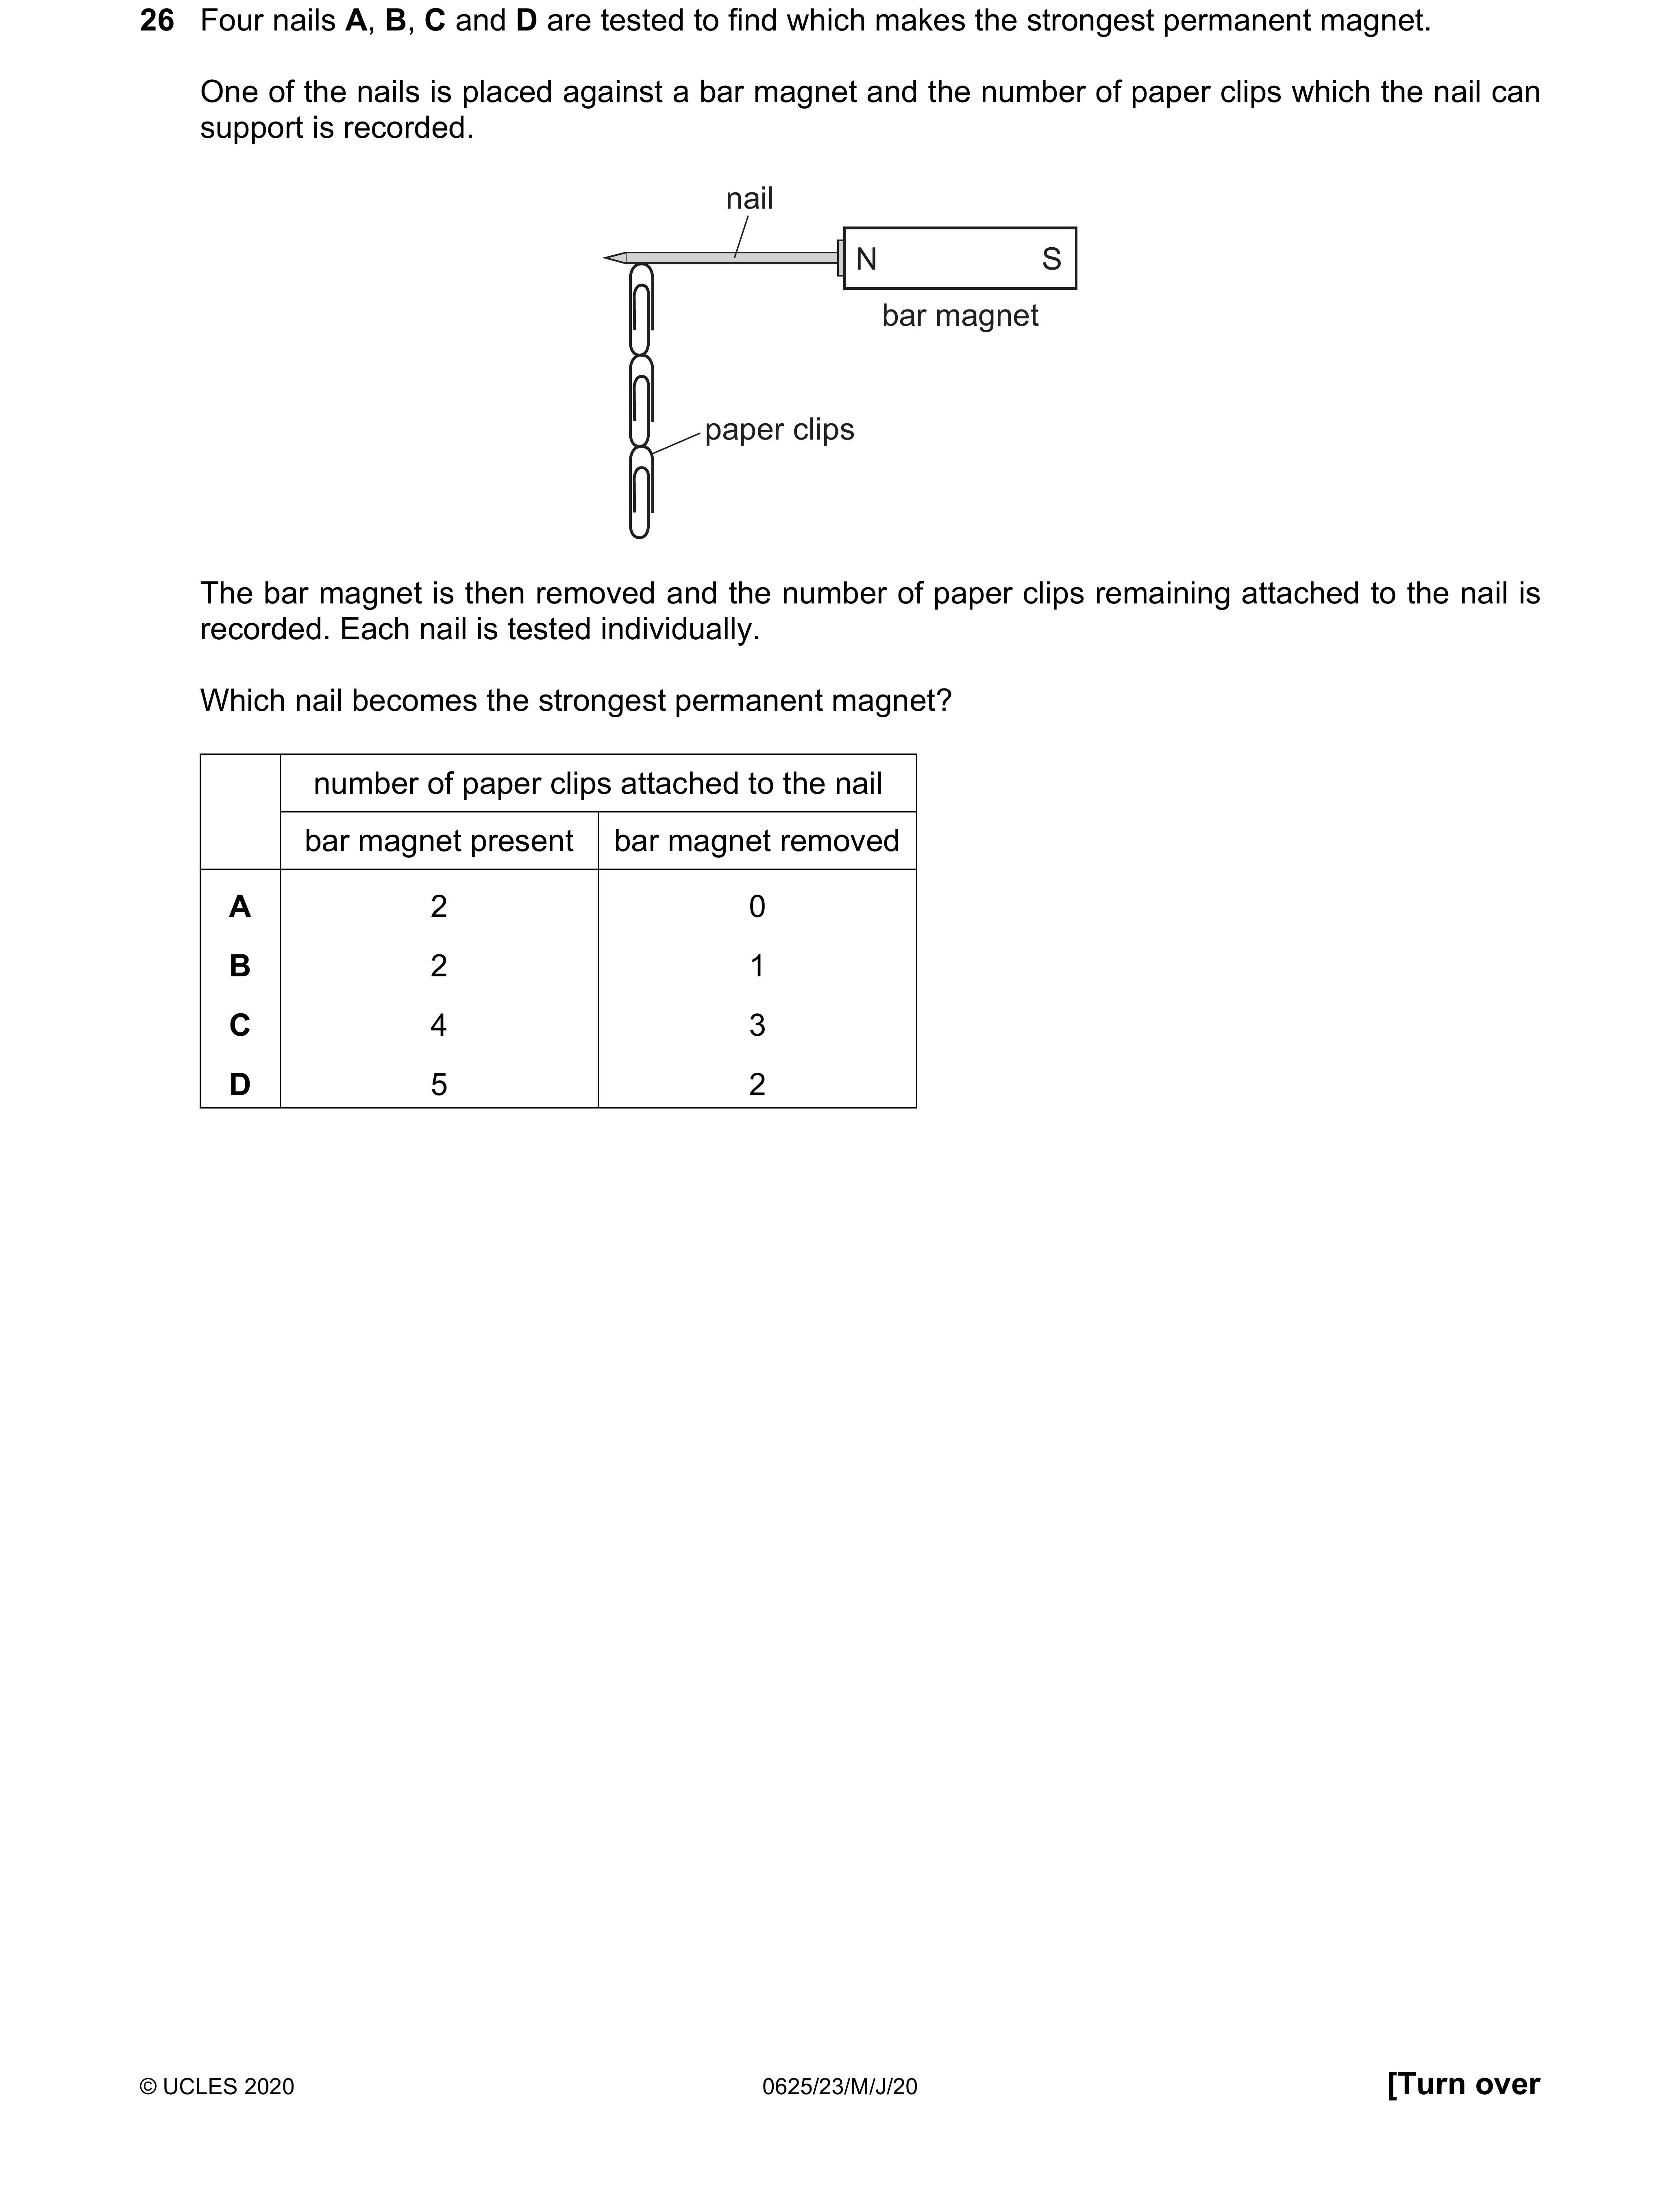 26 Four nails A, B, C and D are tested to find which makes the strongest permanent magnet.
One of the nails is placed against a bar magnet and the number of paper clips which the nail can
support is recorded.
nail
N S
bar magnet
paper clips
The bar magnet is then removed and the number of paper clips remaining attached to the nail is
recorded. Each nail is tested individually.
Which nail becomes the strongest permanent magnet?
number of paper clips attached to the nail
bar magnet present bar magnet removed
A 2 0
B 2 1
C 4 3
D 5 2
© UCLES 2020 0625/23/M/J/20 [Turn over